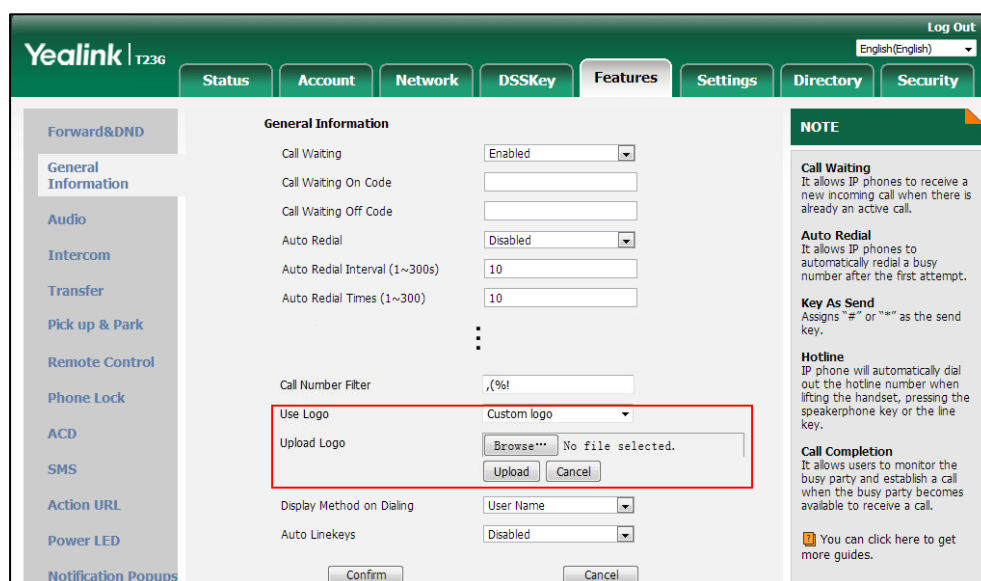 Log Out
Yealink | T23G
English(English)
Status
Account
Network
DSSKey
Features
Settings
Directory
Security
Forward&DND
General
Information
Audio
Intercom
Transfer
Pick up & Park
Remote Control
Phone Lock
ACD
SMS
Action URL
Power LED
Notification Popups
General Information
Call Waiting
Enabled
Call Waiting On Code
Call Waiting Off Code
Auto Redial
Disabled
Auto Redial Interval (1~300s)
10
Auto Redial Times (1~300)
10
Call Number Filter
,(%!
Use Logo
Custom logo
Upload Logo
Browse... No file selected.
Upload
Cancel
Display Method on Dialing
User Name
Auto Linekeys
Disabled
Confirm
Cancel
NOTE
Call Waiting
It allows IP phones to receive a
new incoming call when there is
already an active call.
Auto Redial
It allows IP phones to
automatically redial a busy
number after the first attempt.
Key As Send
Assigns "#" or "*" as the send
key.
Hotline
IP phone will automatically dial
out the hotline number when
lifting the handset, pressing the
speakerphone key or the line
key.
Call Completion
It allows users to monitor the
busy party and establish a call
when the busy party becomes
available to receive a call.
You can click here to get
more guides.